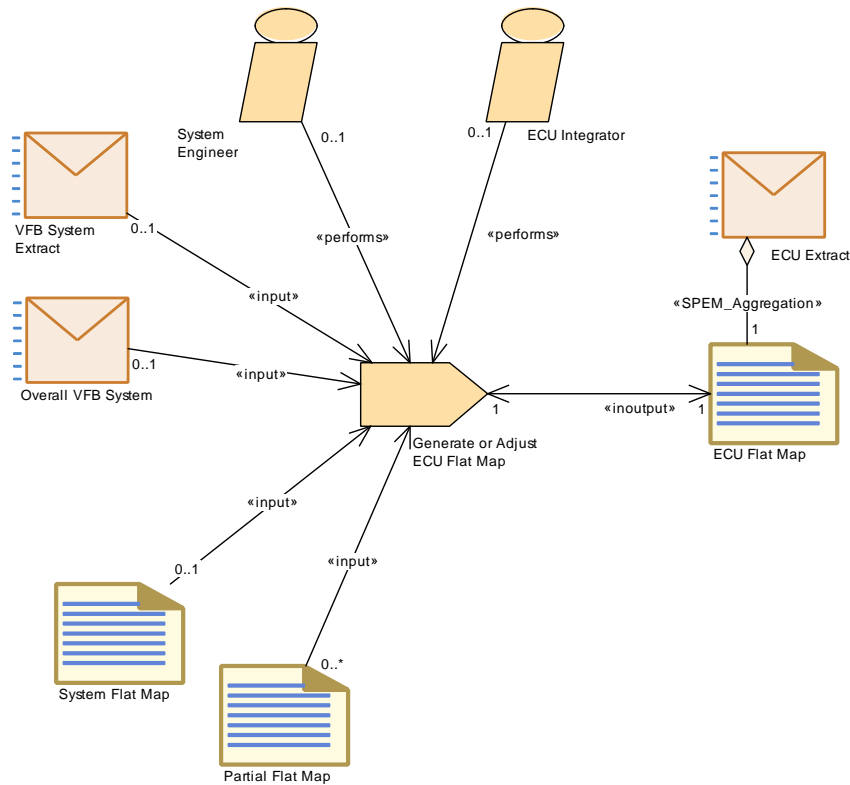 System
Engineer
0..1
0..1
ECU Integrator
VFB System
Extract
0..1
«performs»
«performs»
ECU Extract
«input»
«SPEM_Aggregation»
1
Overall VFB System
0..1
«input»
1
«inoutput»
1
Generate or Adjust
ECU Flat Map
ECU Flat Map
«input»
«input»
0..1
System Flat Map
0..*
Partial Flat Map